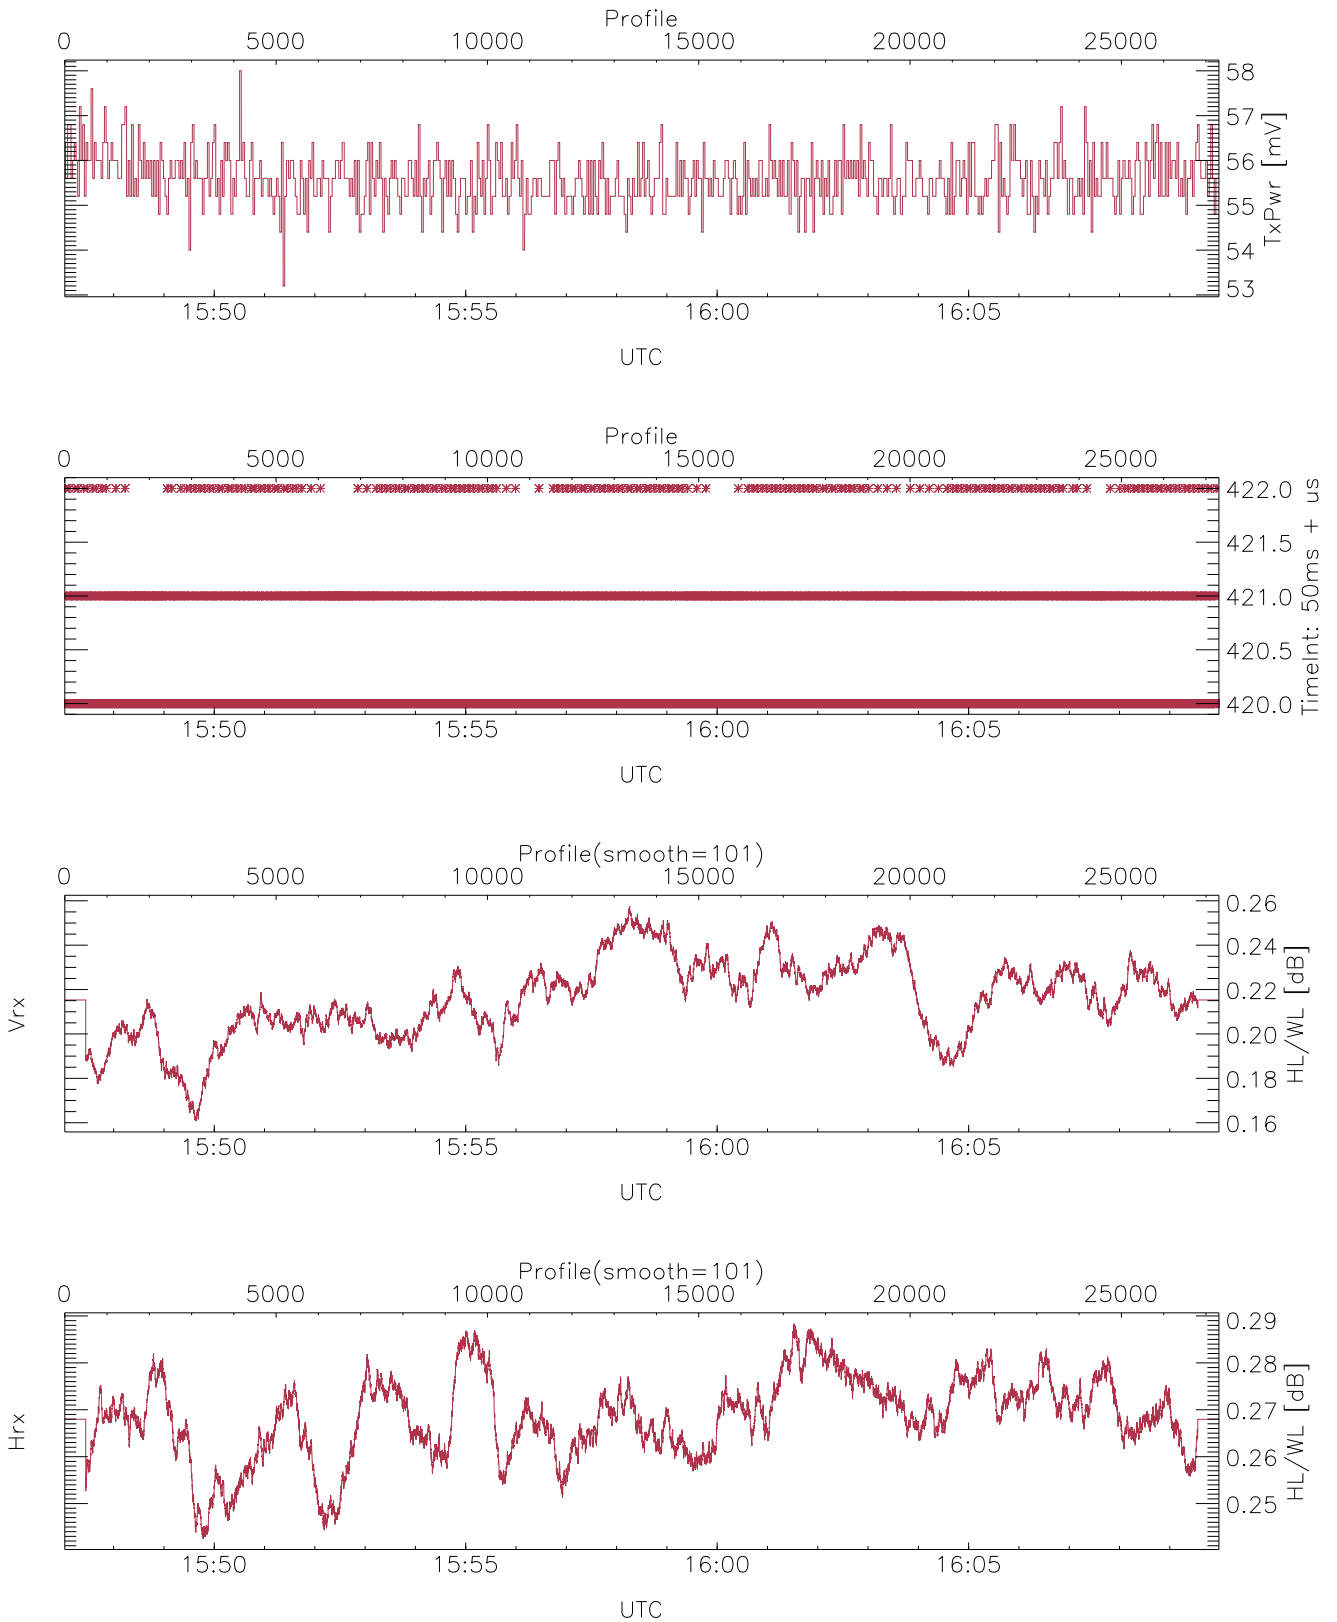 Profile
0 5000 10000 15000 20000 25000
58
57
56
55
54
53
TxPwr [mV]
15:50 15:55 16:00 16:05
UTC
Profile
0 5000 10000 15000 20000 25000
422.0
421.5
421.0
420.5
420.0
TimeInt: 50ms + us
15:50 15:55 16:00 16:05
UTC
Profile(smooth=101)
0 5000 10000 15000 20000 25000
Vrx
0.26
0.24
0.22
0.20
0.18
0.16
HL/WL [dB]
15:50 15:55 16:00 16:05
UTC
Profile(smooth=101)
0 5000 10000 15000 20000 25000
Hrx
0.29
0.28
0.27
0.26
0.25
HL/WL [dB]
15:50 15:55 16:00 16:05
UTC